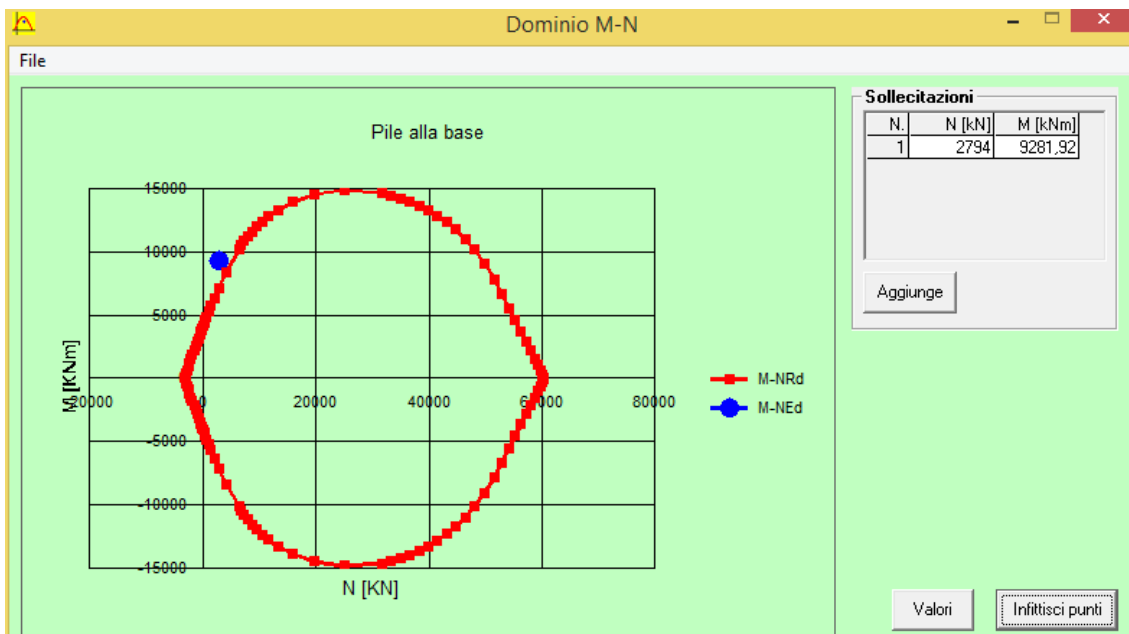 Dominio M-N
File
Pile alla base
15000
10000
5000
M [KNm]
-20000
0
20000
40000
60000
80000
-5000
-10000
-15000
N [KN]
M-NRd
M-NEd
Sollecitazioni
N. N [kN] M [kNm]
1 2794 9281,92
Aggiunge
Valori
Infittisci punti